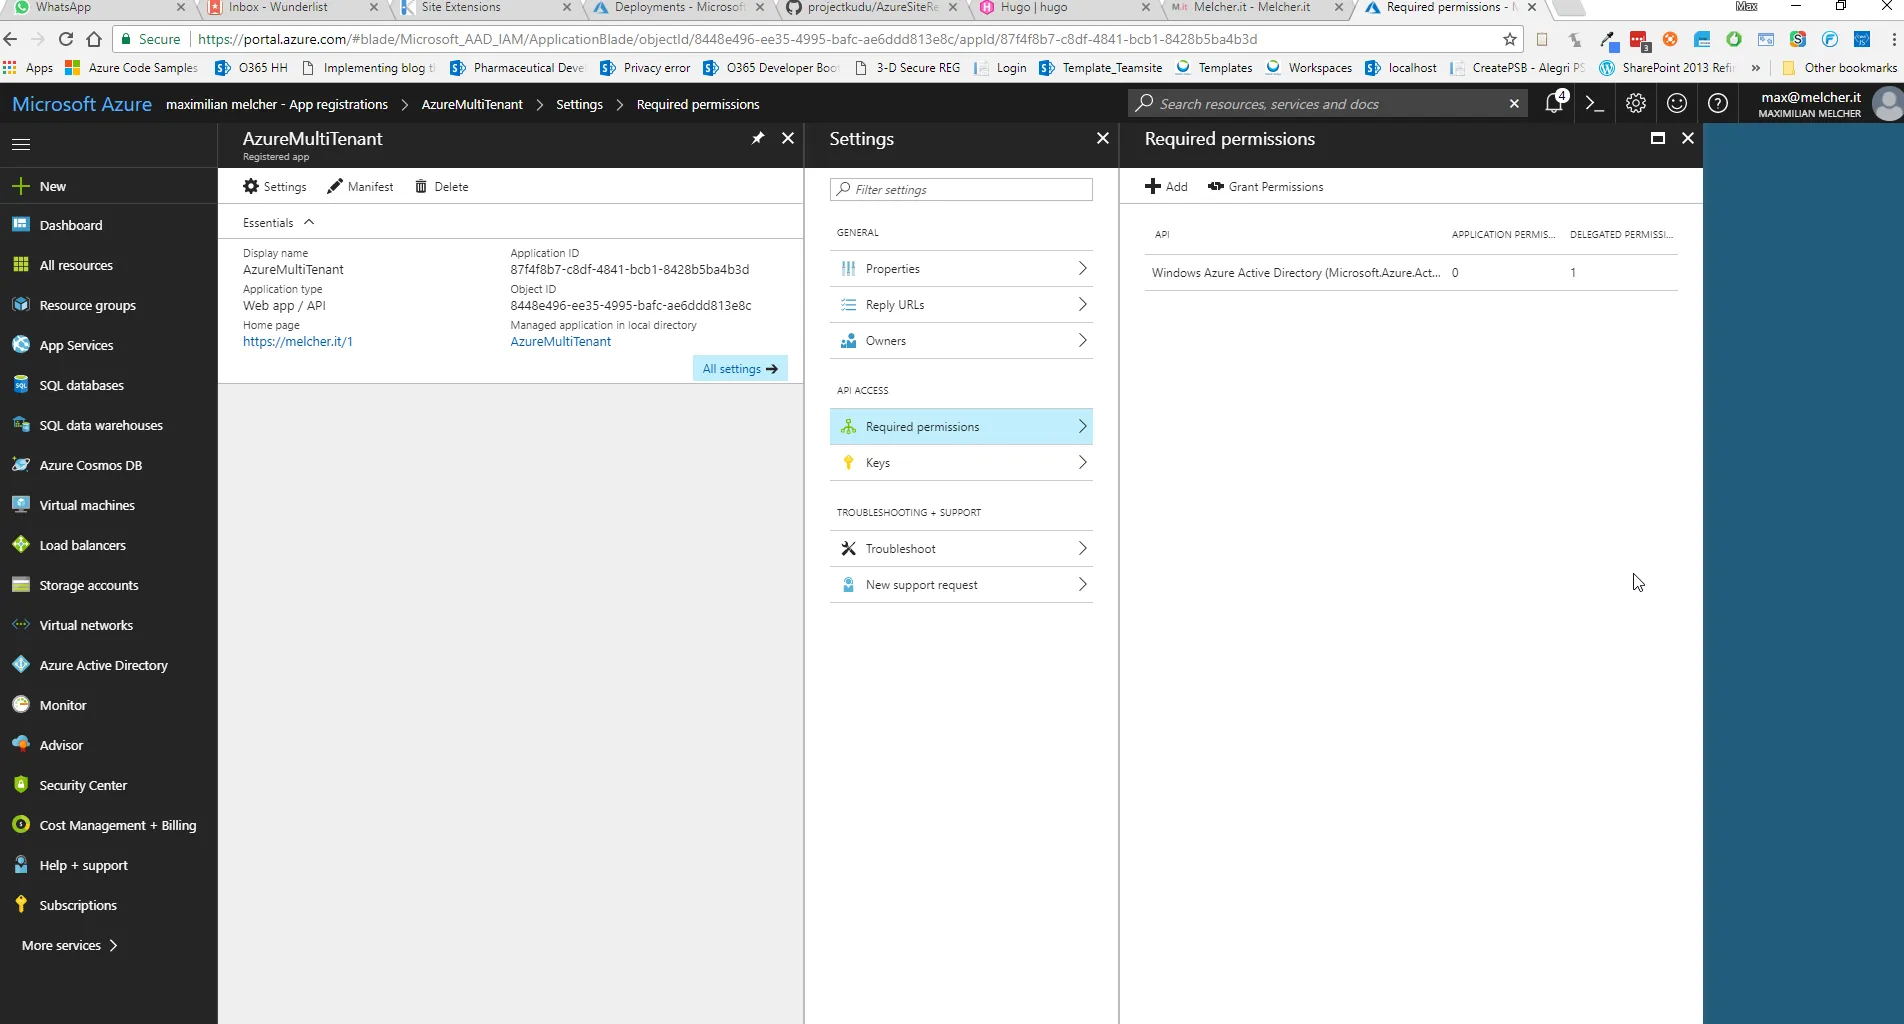 WhatsApp
Inbox - Wunderlist
Site Extensions
Deployments - Microsoft
projectkudu/AzureSiteRe
Hugo | hugo
Melcher.it - Melcher.it
Required permissions -
Max
Secure
https://portal.azure.com/#blade/Microsoft_AAD_IAM/ApplicationBlade/objectId/8448e496-ee35-4995-bafc-ae6ddd813e8c/appId/87f4f8b7-c8df-4841-bcb1-8428b5ba4b3d
3
Apps
Azure Code Samples
O365 HH
Implementing blog
Pharmaceutical Deve
Privacy error
O365 Developer Boo
3-D Secure REG
Login
Template_Teamsite
Templates
Workspaces
localhost
CreatePSB - Alegri PS
SharePoint 2013 Refi
»
Other bookmarks
Microsoft Azure
maximilian melcher - App registrations
AzureMultiTenant
Settings
Required permissions
Search resources, services and docs
4
max@melcher.it
MAXIMILIAN MELCHER
New
Dashboard
All resources
Resource groups
App Services
SQL databases
SQL data warehouses
Azure Cosmos DB
Virtual machines
Load balancers
Storage accounts
Virtual networks
Azure Active Directory
Monitor
Advisor
Security Center
Cost Management + Billing
Help + support
Subscriptions
More services
AzureMultiTenant
Registered app
Settings
Manifest
Delete
Essentials
Display name
AzureMultiTenant
Application type
Web app / API
Home page
https://melcher.it/1
Application ID
87f4f8b7-c8df-4841-bcb1-8428b5ba4b3d
Object ID
8448e496-ee35-4995-bafc-ae6ddd813e8c
Managed application in local directory
AzureMultiTenant
All settings
Settings
Filter settings
GENERAL
Properties
Reply URLs
Owners
API ACCESS
Required permissions
Keys
TROUBLESHOOTING + SUPPORT
Troubleshoot
New support request
Required permissions
Add
Grant Permissions
API
APPLICATION PERMIS...
DELEGATED PERMISSI...
Windows Azure Active Directory (Microsoft.Azure.Act...
0
1